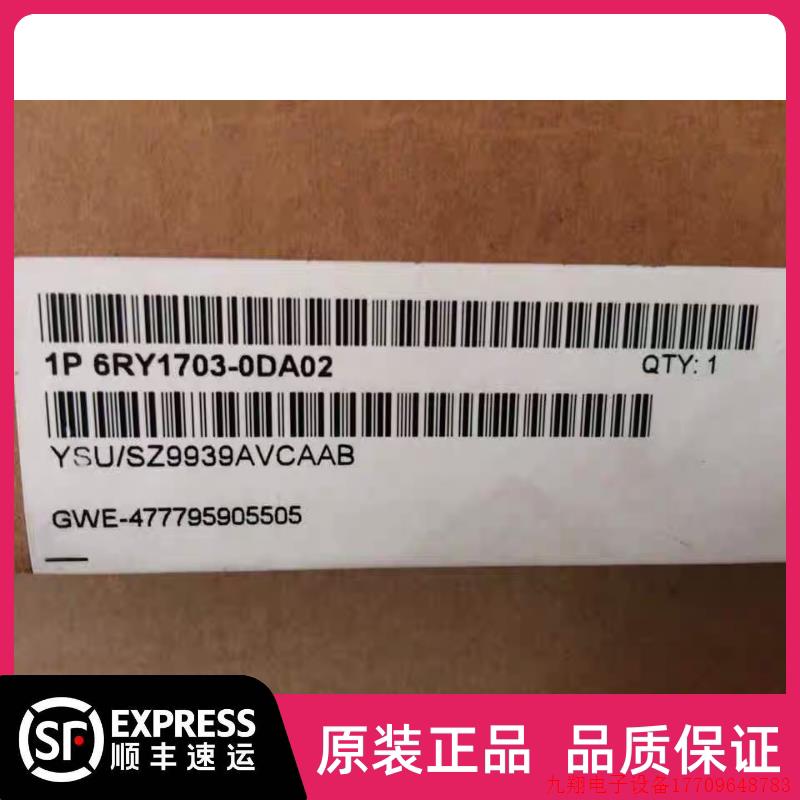 1P 6RY1703-0DA02 QTY: 1
YSU/SZ9939AVCAAB
GWE-477795905505
SF EXPRESS
顺丰速运
原装正品 品质保证
九翔电子设备17709648783